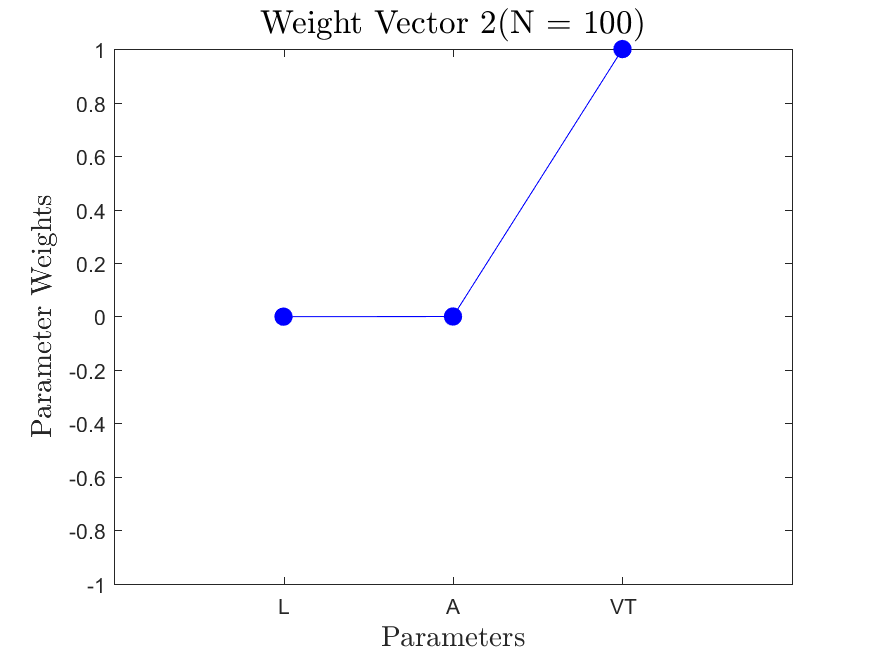 Weight Vector 2(N = 100)
1
0.8
0.6
0.4
0.2
0
-0.2
-0.4
-0.6
-0.8
-1
Parameter Weights
L A VT
Parameters